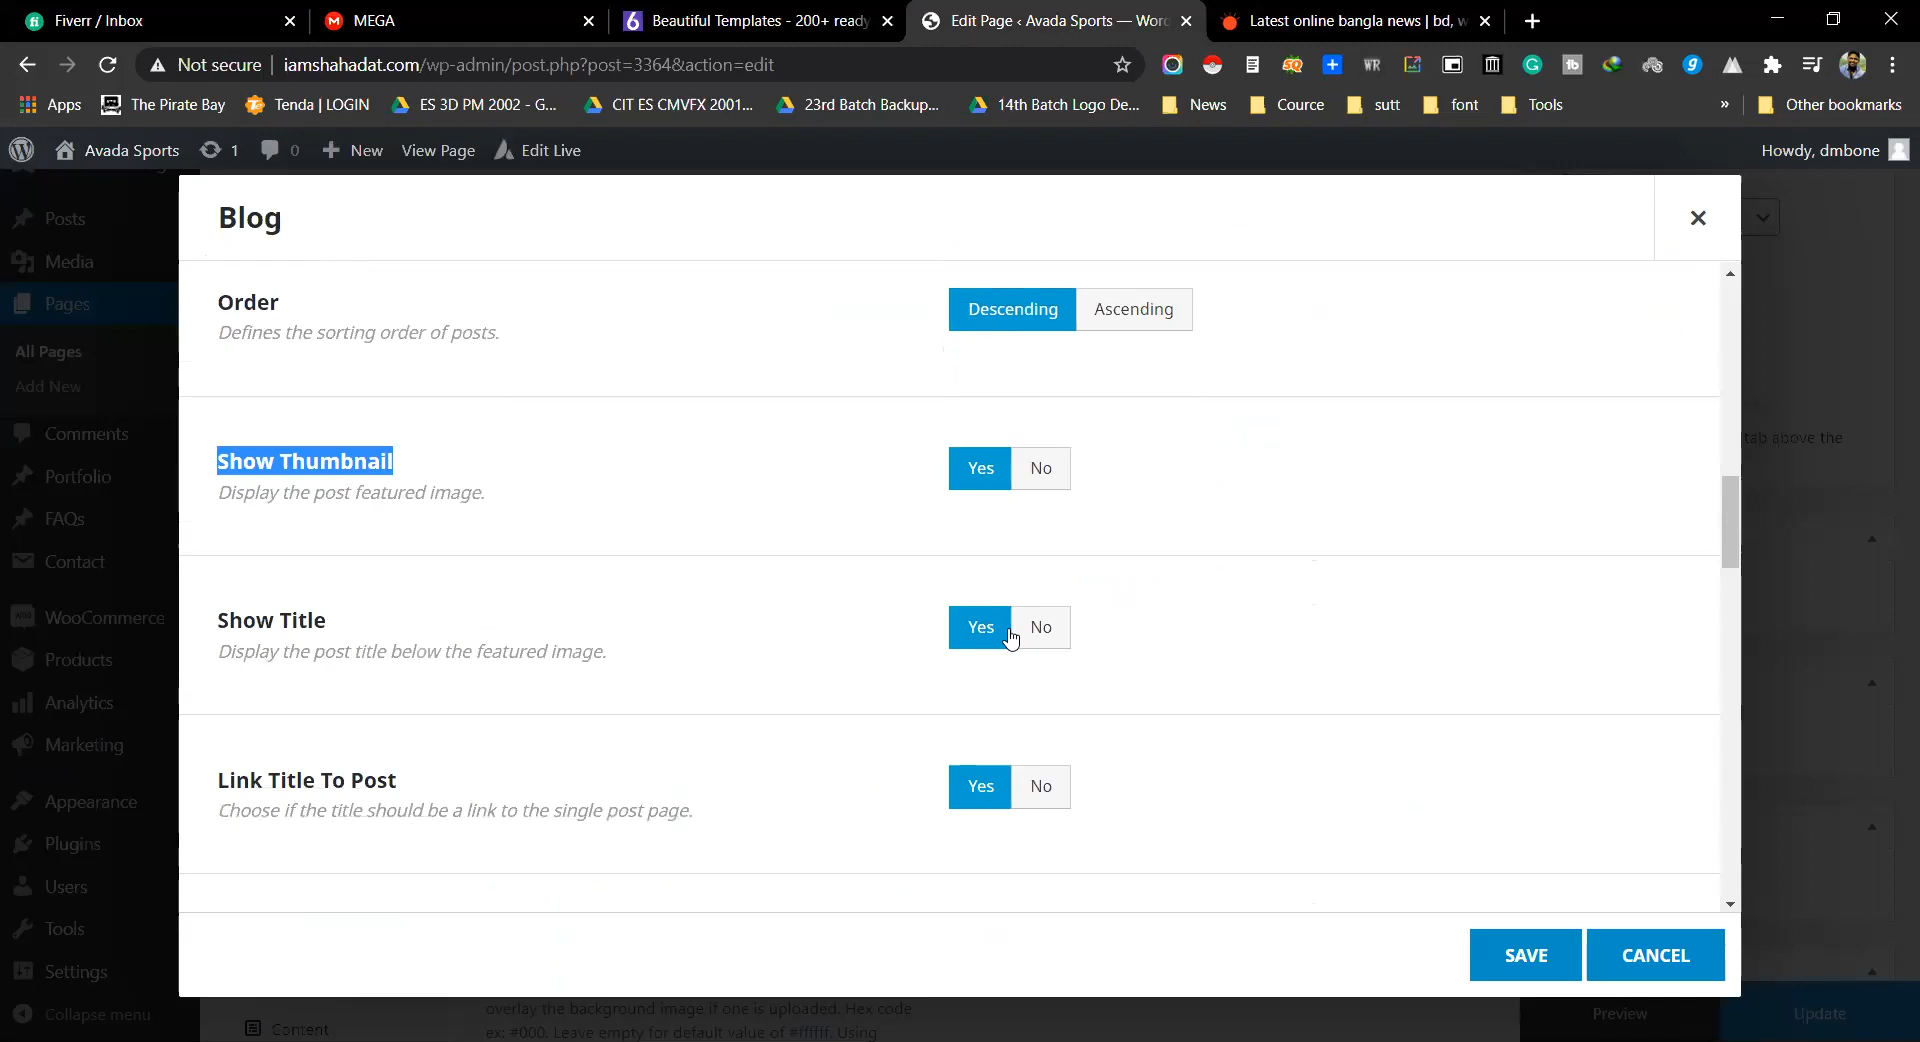 Fiverr / Inbox
MEGA
Beautiful Templates - 200+ ready
Edit Page ‹ Avada Sports — Word
Latest online bangla news | bd, w
Not secure
iamshahadat.com/wp-admin/post.php?post=3364&action=edit
Apps
The Pirate Bay
Tenda | LOGIN
ES 3D PM 2002 - G...
CIT ES CMVFX 2001...
23rd Batch Backup...
14th Batch Logo De...
News
Cource
sutt
font
Tools
»
Other bookmarks
Avada Sports
1
0
New
View Page
Edit Live
Howdy, dmbone
Posts
Media
Pages
All Pages
Add New
Comments
Portfolio
FAQs
Contact
WooCommerce
Products
Analytics
Marketing
Appearance
Plugins
Users
Tools
Settings
Collapse menu
Blog
Order
Defines the sorting order of posts.
Descending
Ascending
Show Thumbnail
Display the post featured image.
Yes
No
Show Title
Display the post title below the featured image.
Yes
No
Link Title To Post
Choose if the title should be a link to the single post page.
Yes
No
SAVE
CANCEL
tab above the
overlay the background image if one is uploaded. Hex code
ex: #000. Leave empty for default value of #ffffff. Using
Content
Preview
Update